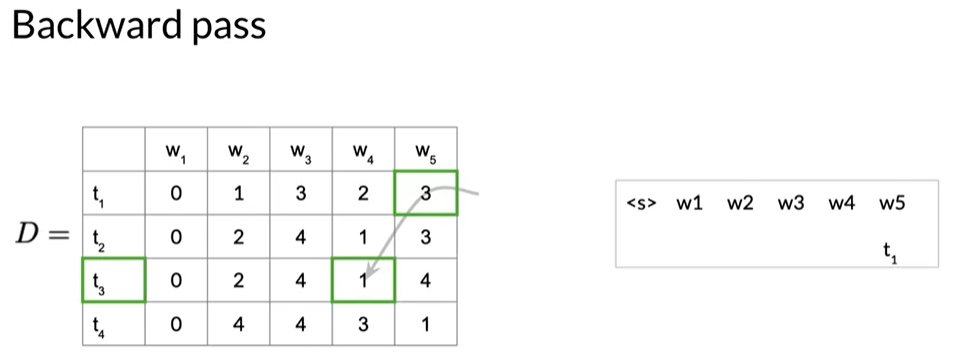 Backward pass
w₁ w₂ w₃ w₄ w₅
t₁ 0 1 3 2 3
D = t₂ 0 2 4 1 3
t₃ 0 2 4 1 4
t₄ 0 4 4 3 1
<s> w1 w2 w3 w4 w5
t₁